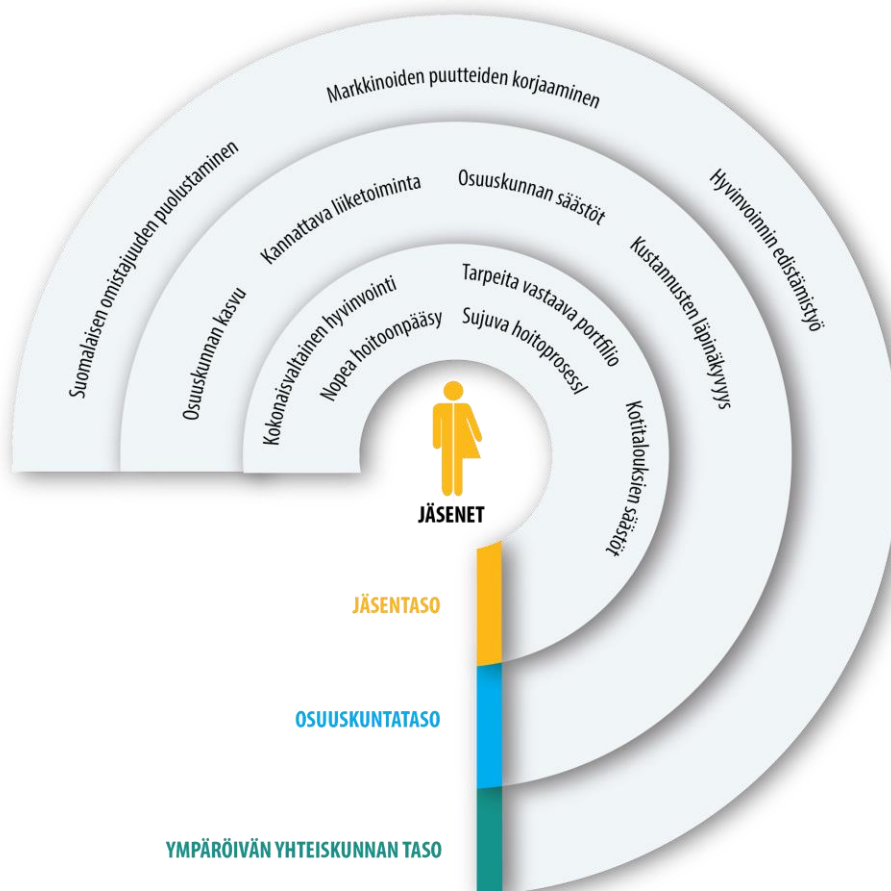 Markkinoiden puutteiden korjaaminen
Suomalaisen omistajuuden puolustaminen
Hyvinvoinnin edistämistyö
Kannattava liiketoiminta
Osuuskunnan säästöt
Osuuskunnan kasvu
Kustannusten läpinäkyvyys
Kokonaisvaltainen hyvinvointi
Tarpeita vastaava portfilio
Nopea hoitoonpääsy
Sujuva hoitoprosessI
Kotitalouksien säästöt
JÄSENET
JÄSENTASO
OSUUSKUNTATASO
YMPÄRÖIVÄN YHTEISKUNNAN TASO